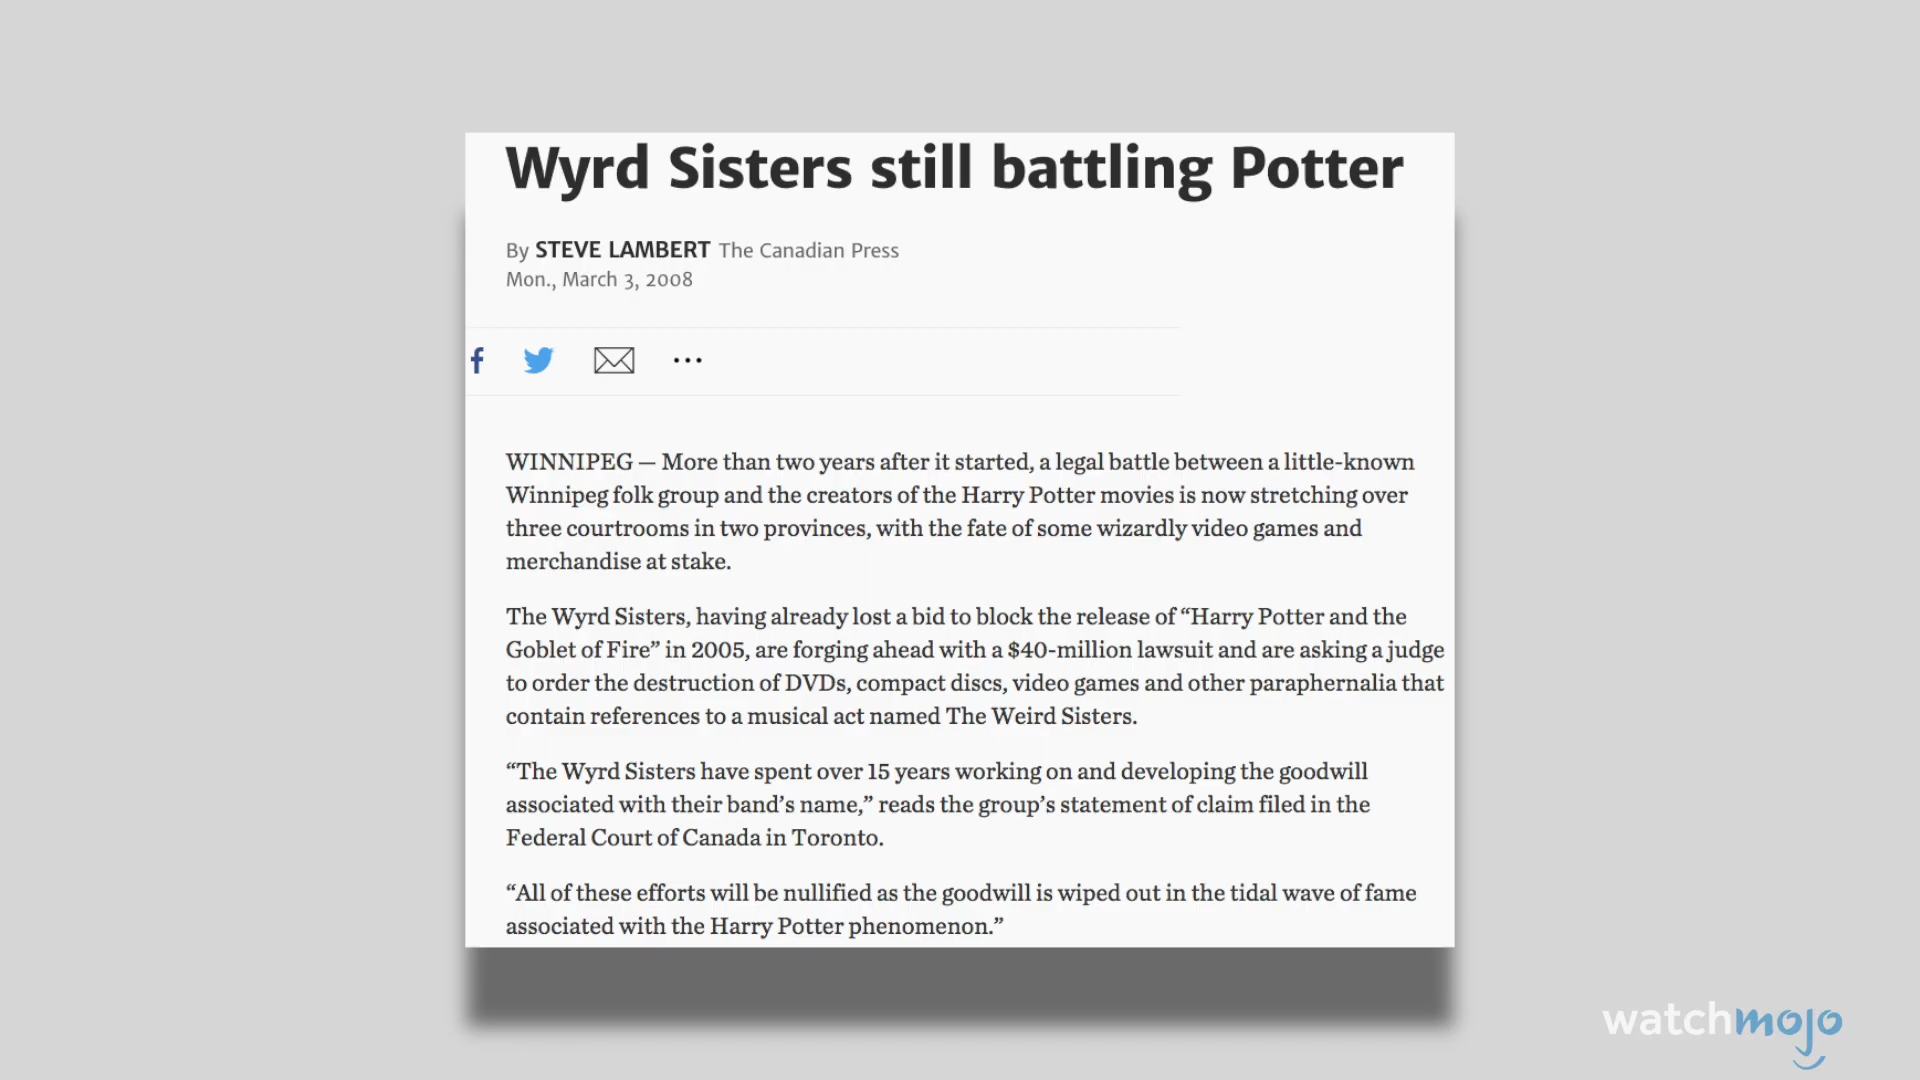 Wyrd Sisters still battling Potter
By STEVE LAMBERT The Canadian Press
Mon., March 3, 2008
WINNIPEG — More than two years after it started, a legal battle between a little-known
Winnipeg folk group and the creators of the Harry Potter movies is now stretching over
three courtrooms in two provinces, with the fate of some wizardly video games and
merchandise at stake.
The Wyrd Sisters, having already lost a bid to block the release of “Harry Potter and the
Goblet of Fire” in 2005, are forging ahead with a $40-million lawsuit and are asking a judge
to order the destruction of DVDs, compact discs, video games and other paraphernalia that
contain references to a musical act named The Weird Sisters.
“The Wyrd Sisters have spent over 15 years working on and developing the goodwill
associated with their band’s name,” reads the group’s statement of claim filed in the
Federal Court of Canada in Toronto.
“All of these efforts will be nullified as the goodwill is wiped out in the tidal wave of fame
associated with the Harry Potter phenomenon.”
watchmojo